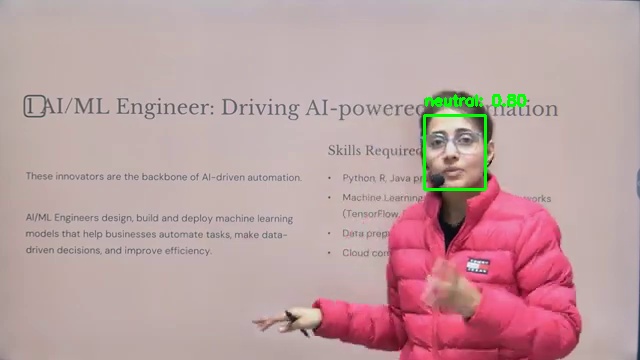 neutral: 0.80
1 AI/ML Engineer: Driving AI-powered
Skills Required
These innovators are the backbone of AI-driven automation.
• Python, R, Java
• Machine Learning
(TensorFlow,
AI/ML Engineers design, build and deploy machine learning
models that help businesses automate tasks, make data-
driven decisions, and improve efficiency.
• Data
• Cloud
TOMMY